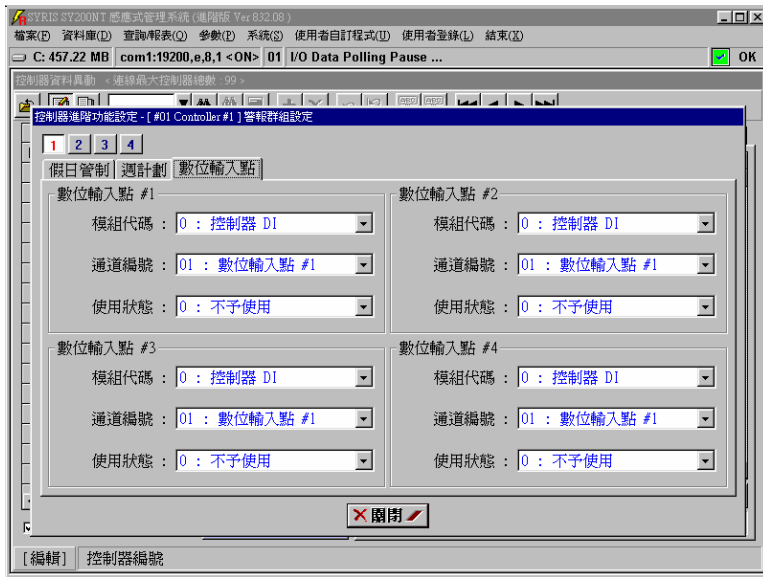 SYRIS SY200NT 感應式管理系統 (進階版 Ver 832.08 )
檔案(F) 資料庫(D) 查詢/報表(Q) 參數(P) 系統(S) 使用者自訂程式(U) 使用者登錄(L) 結束(X)
C: 457.22 MB com1:19200,e,8,1 <ON> 01 I/O Data Polling Pause ... OK
控制器資料異動 < 連線最大控制器總數 : 99 >
控制器進階功能設定 - [ #01 Controller #1 ] 警報群組設定
1 2 3 4
假日管制 週計劃 數位輸入點
數位輸入點 #1
模組代碼 : 0 : 控制器 DI
通道編號 : 01 : 數位輸入點 #1
使用狀態 : 0 : 不予使用
數位輸入點 #2
模組代碼 : 0 : 控制器 DI
通道編號 : 01 : 數位輸入點 #1
使用狀態 : 0 : 不予使用
數位輸入點 #3
模組代碼 : 0 : 控制器 DI
通道編號 : 01 : 數位輸入點 #1
使用狀態 : 0 : 不予使用
數位輸入點 #4
模組代碼 : 0 : 控制器 DI
通道編號 : 01 : 數位輸入點 #1
使用狀態 : 0 : 不予使用
關閉
[編輯] 控制器編號